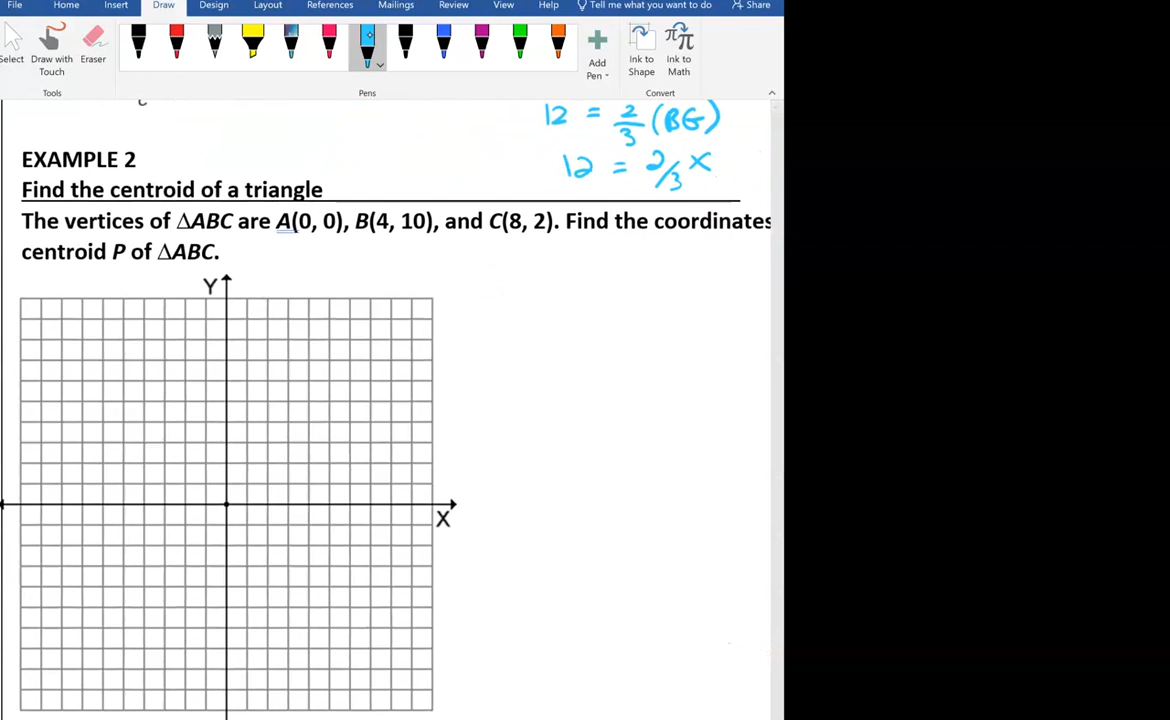 File Home Insert Draw Design Layout References Mailings Review View Help Tell me what you want to do Share
Select Draw with Touch Eraser Add Pen Ink to Shape Ink to Math
Tools Pens Convert
12 = 2/3 (BG)
12 = 2/3 x
EXAMPLE 2
Find the centroid of a triangle
The vertices of ∆ABC are A(0, 0), B(4, 10), and C(8, 2). Find the coordinates
centroid P of ∆ABC.
Y
X